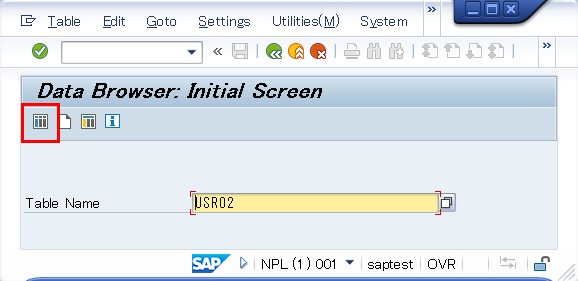 Table Edit Goto Settings Utilities(M) System »
« »
Data Browser: Initial Screen
Table Name USR02
SAP NPL (1) 001 saptest OVR